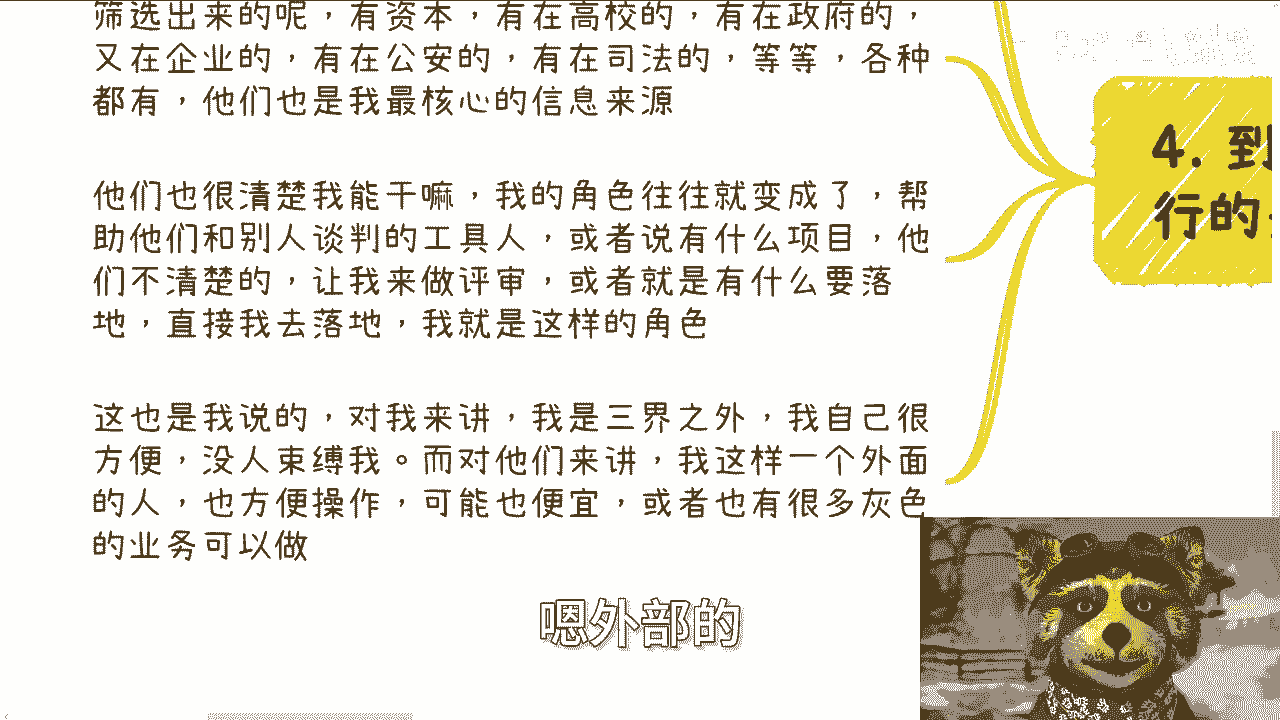 筛选出来的呢，有资本，有在高校的，有在政府的，
又在企业的，有在公安的，有在司法的，等等，各种
都有，他们也是我最核心的信息来源
他们也很清楚我能干嘛，我的角色往往就变成了，帮
助他们和别人谈判的工具人，或者说有什么项目，他
们不清楚的，让我来做评审，或者就是有什么要落
地，直接我去落地，我就是这样的角色
这也是我说的，对我来讲，我是三界之外，我自己很
方便，没人束缚我。而对他们来讲，我这样一个外面
的人，也方便操作，可能也便宜，或者也有很多灰色
的业务可以做
4. 到
行的
嗯外部的